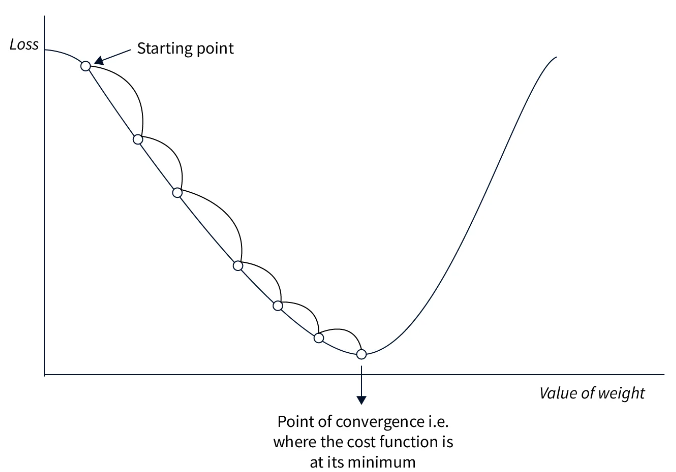 Loss
Starting point
Value of weight
Point of convergence i.e.
where the cost function is
at its minimum